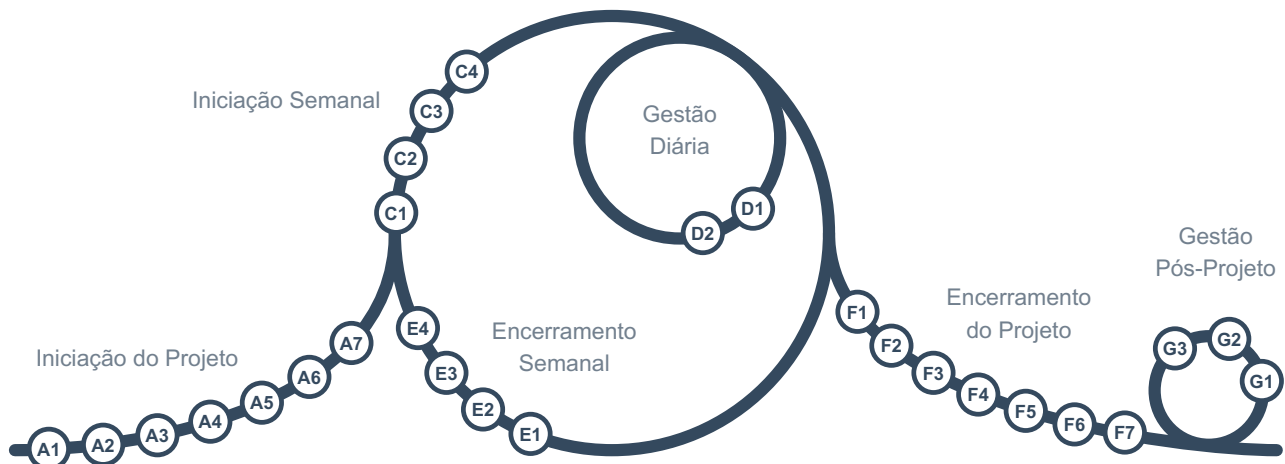 Iniciação do Projeto
A1
A2
A3
A4
A5
A6
A7
Iniciação Semanal
C1
C2
C3
C4
Gestão
Diária
D1
D2
Encerramento
Semanal
E1
E2
E3
E4
Encerramento
do Projeto
F1
F2
F3
F4
F5
F6
F7
Gestão
Pós-Projeto
G1
G2
G3